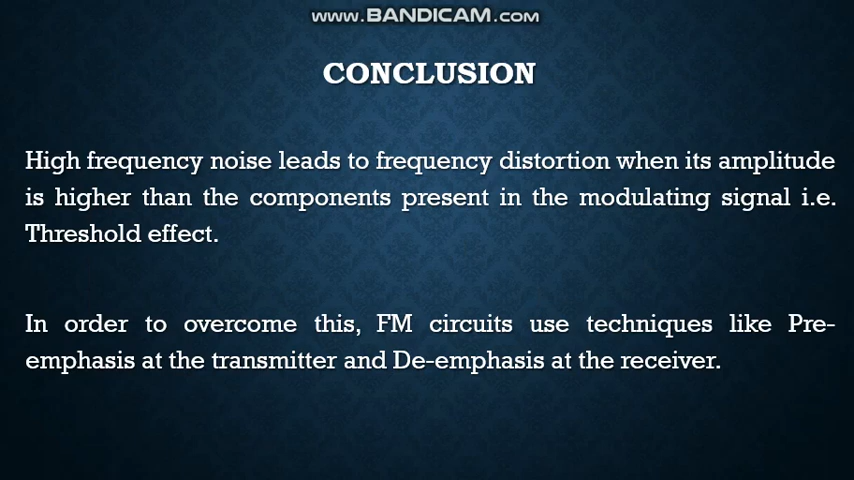 www.BANDICAM.com
CONCLUSION
High frequency noise leads to frequency distortion when its amplitude
is higher than the components present in the modulating signal i.e.
Threshold effect.
In order to overcome this, FM circuits use techniques like Pre-
emphasis at the transmitter and De-emphasis at the receiver.